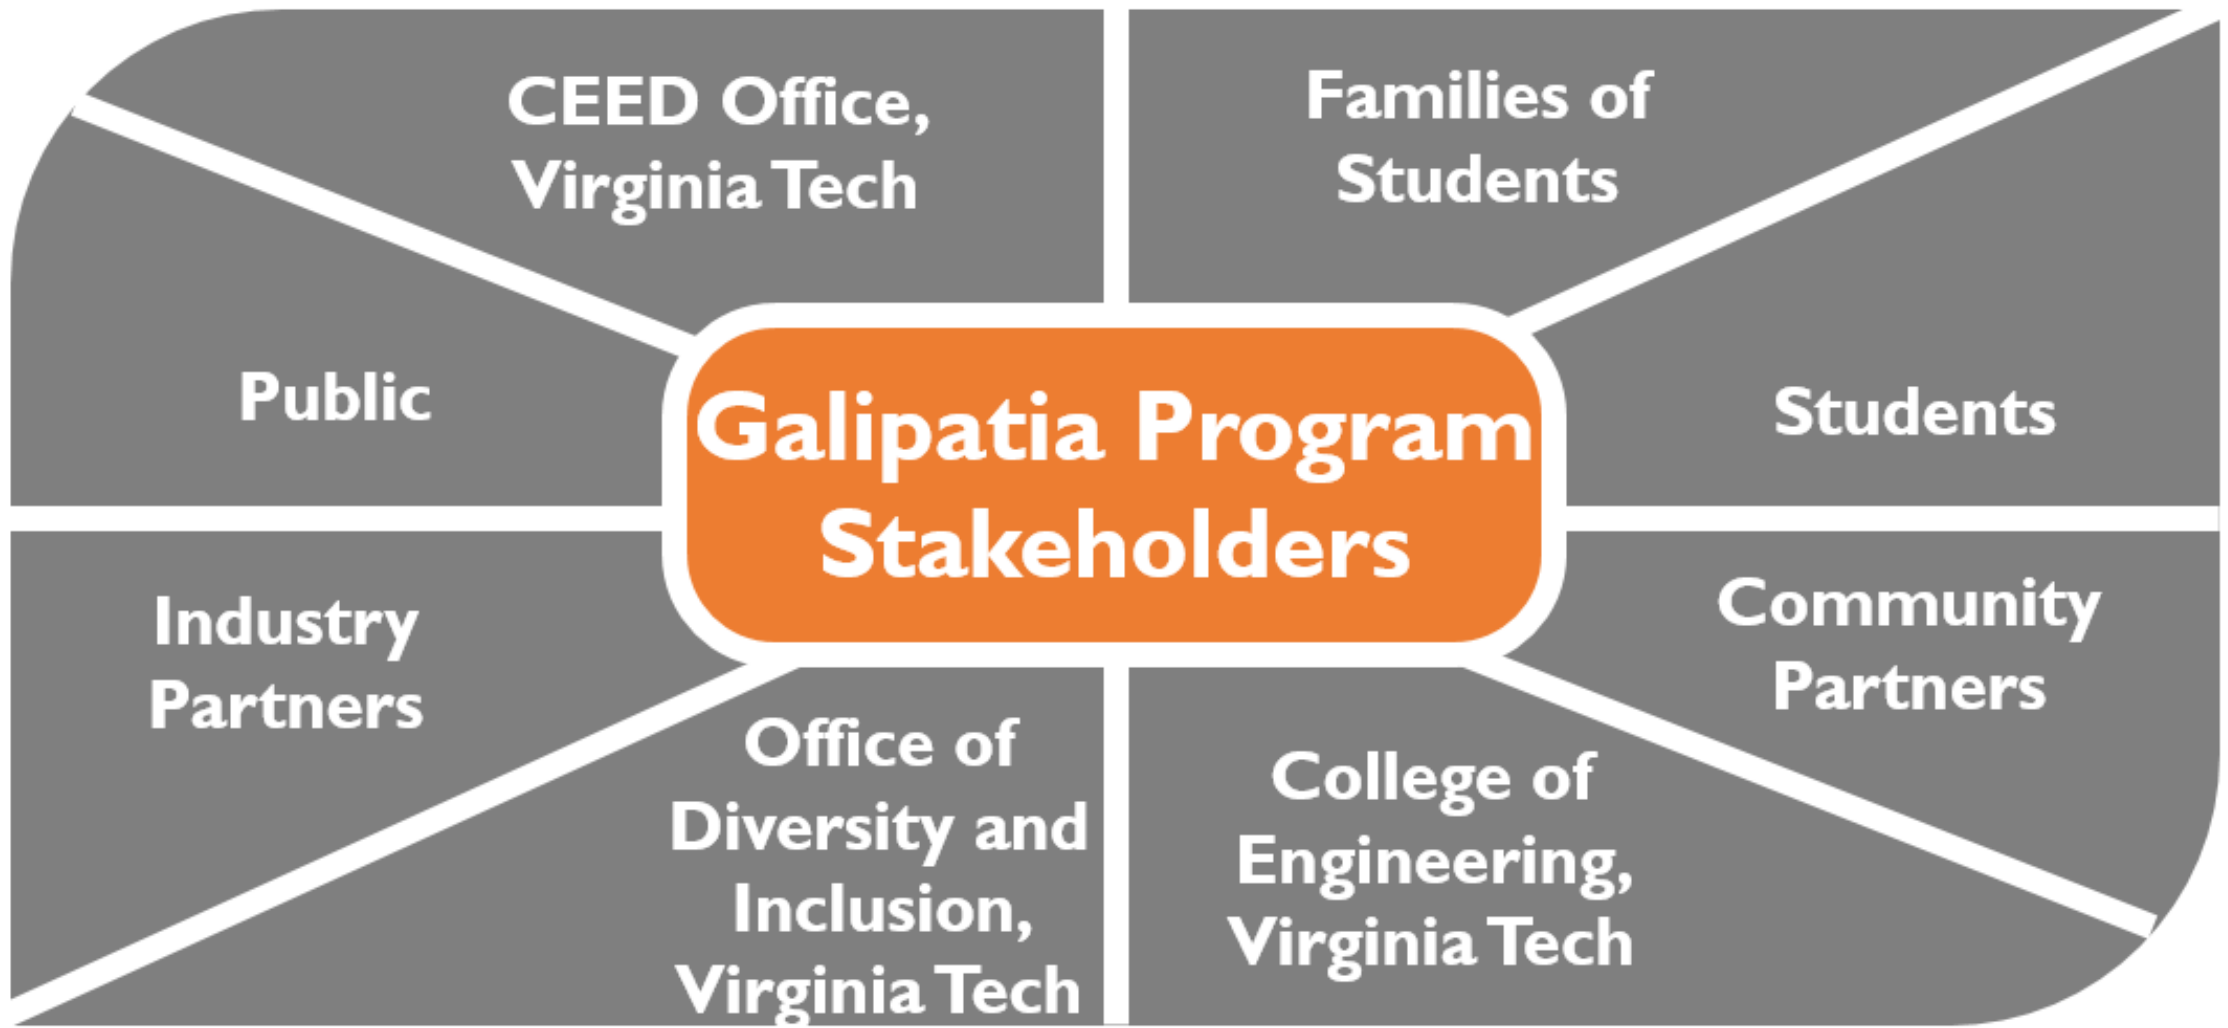 CEED Office,
Virginia Tech
Families of
Students
Public
Galipatia Program
Stakeholders
Students
Industry
Partners
Community
Partners
Office of
Diversity and
Inclusion,
Virginia Tech
College of
Engineering,
Virginia Tech